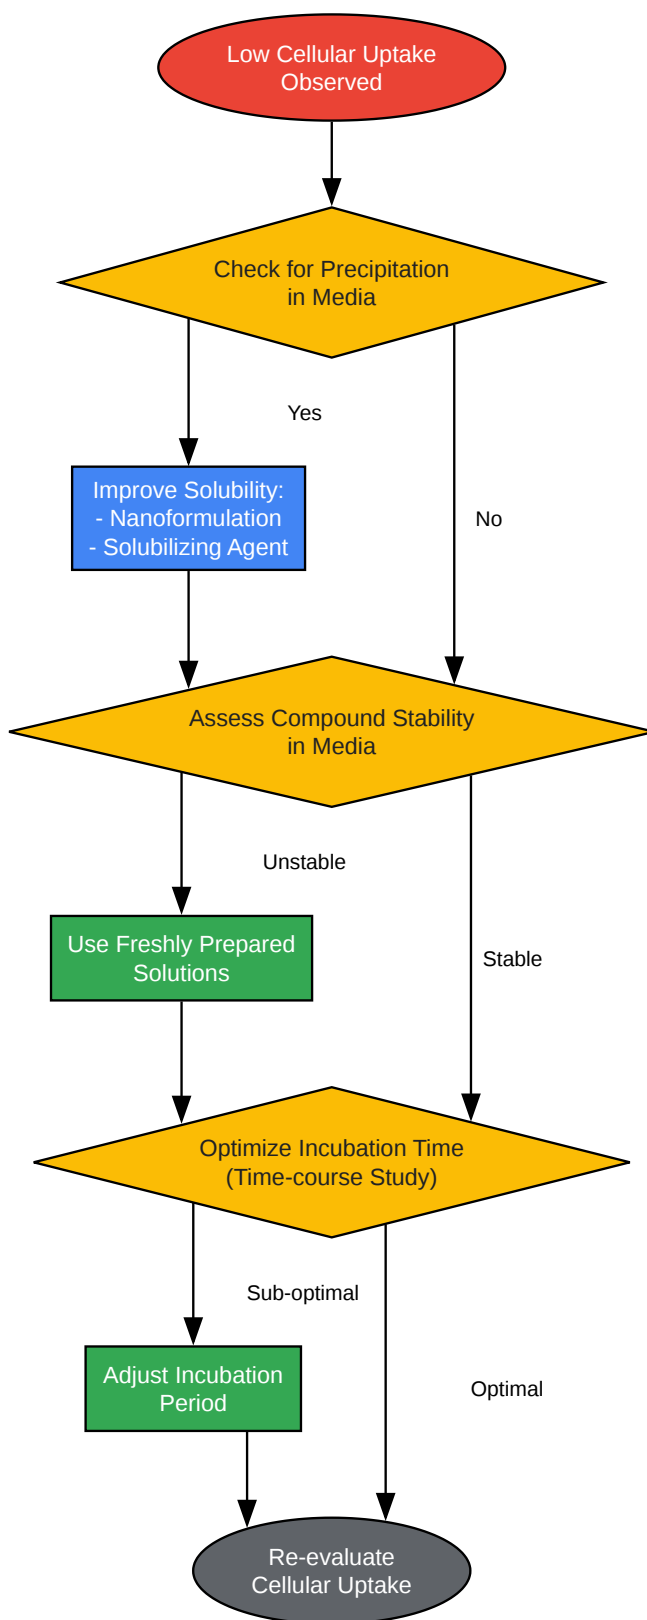 Low Cellular Uptake
Observed
Check for Precipitation
in Media
Yes
Improve Solubility:
- Nanoformulation
- Solubilizing Agent
No
Assess Compound Stability
in Media
Unstable
Use Freshly Prepared
Solutions
Stable
Optimize Incubation Time
(Time-course Study)
Sub-optimal
Adjust Incubation
Period
Optimal
Re-evaluate
Cellular Uptake